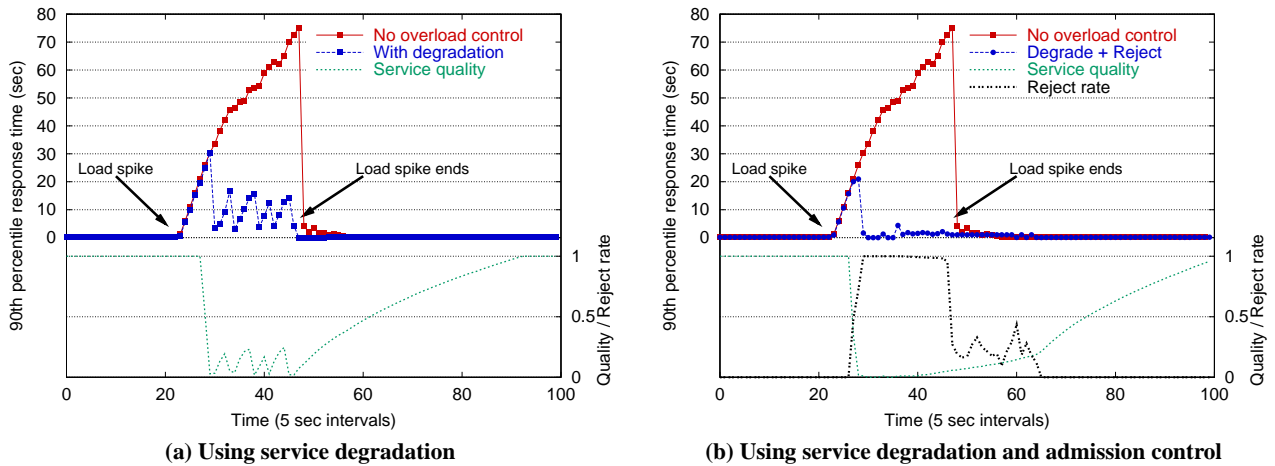 90th percentile response time (sec)
80
70
60
50
40
30
20
10
0
No overload control
With degradation
Service quality
Load spike
Load spike ends
1
0.5
0
Quality / Reject rate
0 20 40 60 80 100
Time (5 sec intervals)
(a) Using service degradation
90th percentile response time (sec)
80
70
60
50
40
30
20
10
0
No overload control
Degrade + Reject
Service quality
Reject rate
Load spike
Load spike ends
1
0.5
0
Quality / Reject rate
0 20 40 60 80 100
Time (5 sec intervals)
(b) Using service degradation and admission control